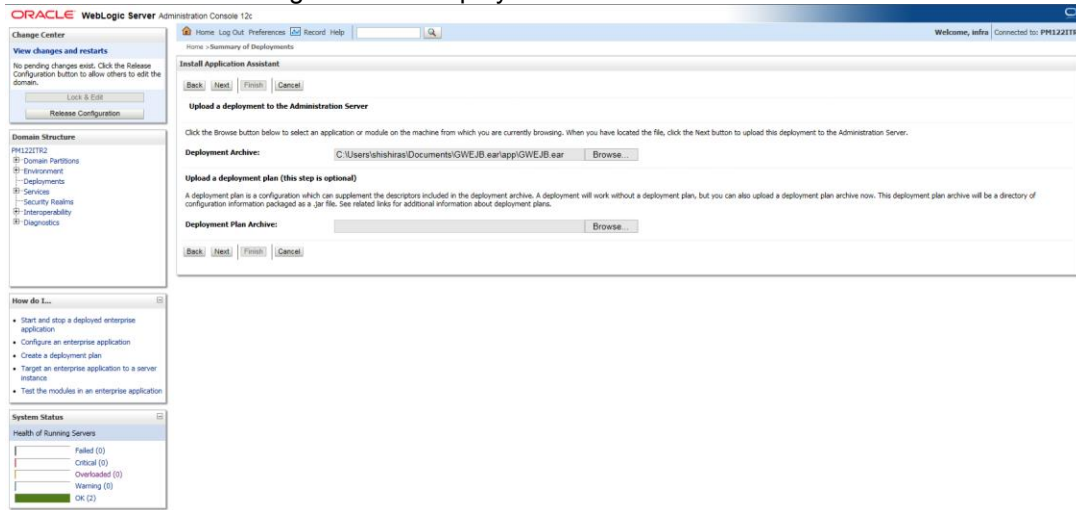 ORACLE WebLogic Server Administration Console 12c
Change Center
View changes and restarts
No pending changes exist. Click the Release
Configuration button to allow others to edit the
domain.
Lock & Edit
Release Configuration
Domain Structure
PM122ITR2
Domain Partitions
Environment
Deployments
Services
Security Realms
Interoperability
Diagnostics
How do I...
Start and stop a deployed enterprise
application
Configure an enterprise application
Create a deployment plan
Target an enterprise application to a server
instance
Test the modules in an enterprise application
System Status
Health of Running Servers
Failed (0)
Critical (0)
Overloaded (0)
Warning (0)
OK (2)
Home Log Out Preferences Record Help
Welcome, infra Connected to: PM122ITR
Home >Summary of Deployments
Install Application Assistant
Back Next Finish Cancel
Upload a deployment to the Administration Server
Click the Browse button below to select an application or module on the machine from which you are currently browsing. When you have located the file, click the Next button to upload this deployment to the Administration Server.
Deployment Archive: C:\Users\shishiras\Documents\GWEJB.ear\app\GWEJB.ear Browse...
Upload a deployment plan (this step is optional)
A deployment plan is a configuration which can supplement the descriptors included in the deployment archive. A deployment will work without a deployment plan, but you can also upload a deployment plan archive now. This deployment plan archive will be a directory of
configuration information packaged as a .jar file. See related links for additional information about deployment plans.
Deployment Plan Archive: Browse...
Back Next Finish Cancel